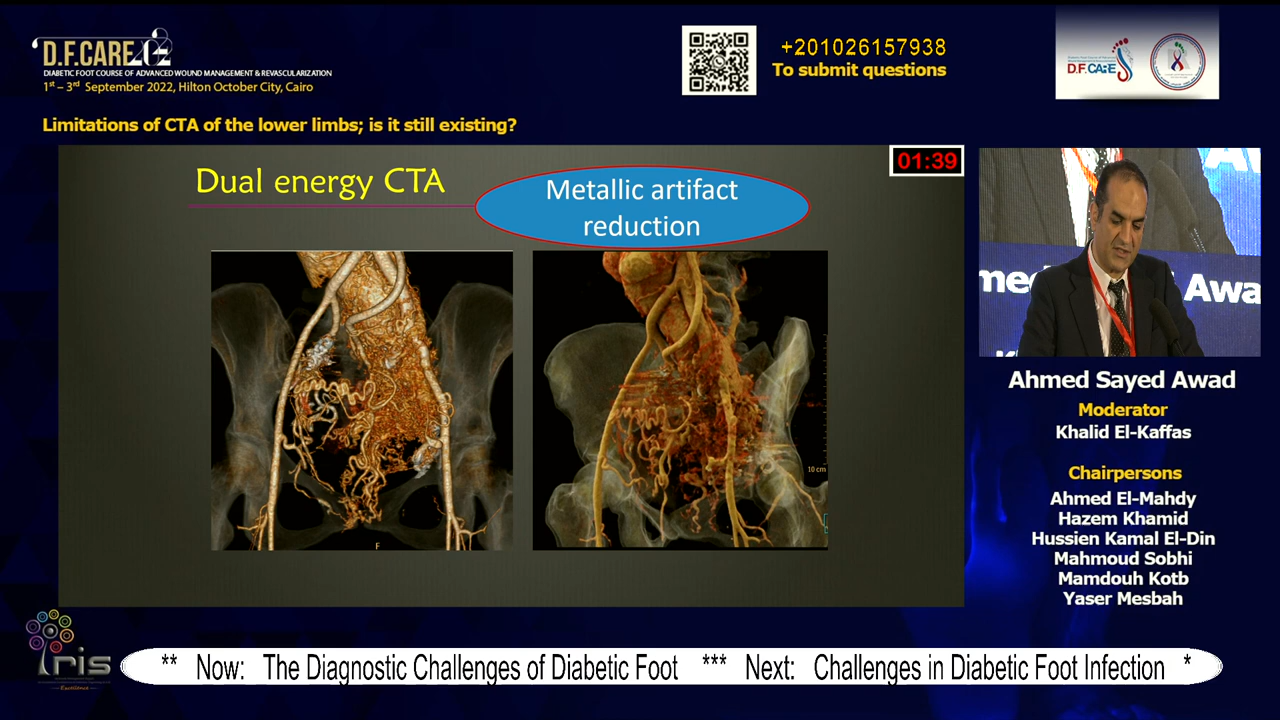 D.F.CARE
DIABETIC FOOT COURSE OF ADVANCED WOUND MANAGEMENT & REVASCULARIZATION
1st – 3rd September 2022, Hilton October City, Cairo
+201026157938
To submit questions
D.F. CARE
Limitations of CTA of the lower limbs; is it still existing?
01:39
Dual energy CTA
Metallic artifact
reduction
10 cm
F
Ahmed Sayed Awad
Moderator
Khalid El-Kaffas
Chairpersons
Ahmed El-Mahdy
Hazem Khamid
Hussien Kamal El-Din
Mahmoud Sobhi
Mamdouh Kotb
Yaser Mesbah
iris
Excellence
** Now: The Diagnostic Challenges of Diabetic Foot *** Next: Challenges in Diabetic Foot Infection *